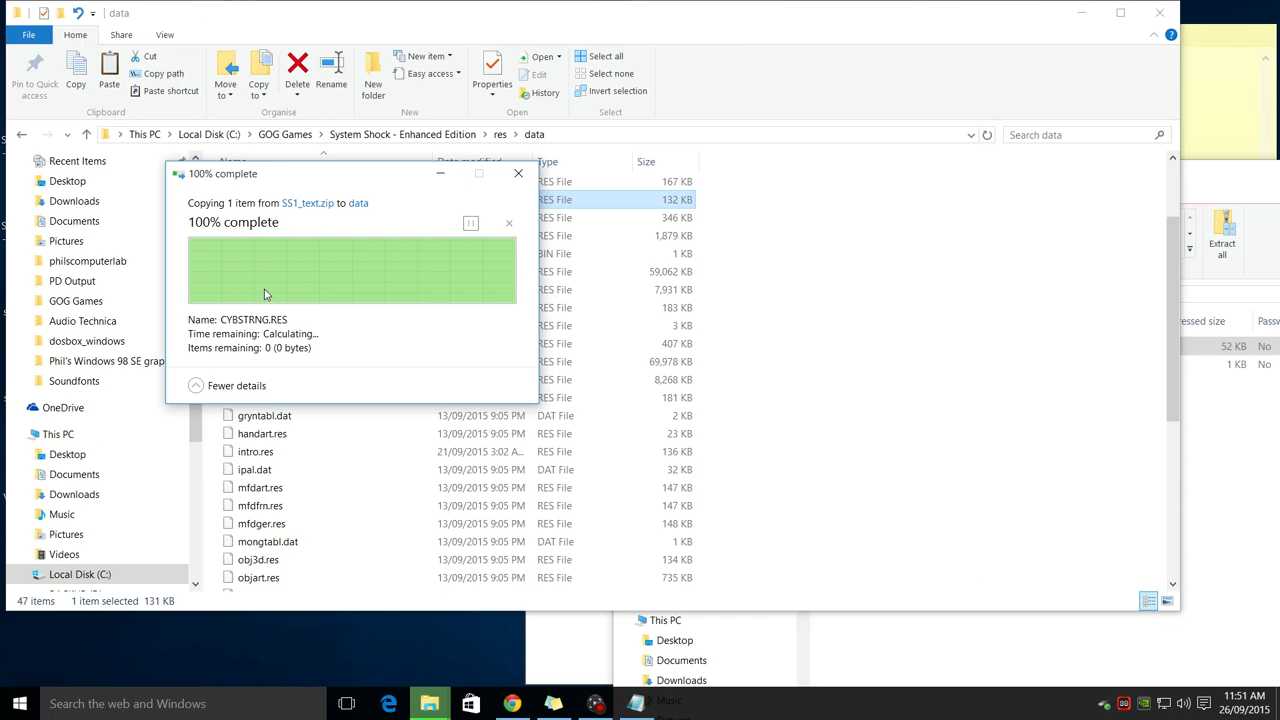 data
File
Home
Share
View
Pin to Quick access
Copy
Paste
Cut
Copy path
Paste shortcut
Clipboard
Move to
Copy to
Delete
Rename
Organise
New folder
New item
Easy access
New
Properties
Open
Edit
History
Open
Select all
Select none
Invert selection
Select
This PC
Local Disk (C:)
GOG Games
System Shock - Enhanced Edition
res
data
Search data
Recent Items
Desktop
Downloads
Documents
Pictures
philscomputerlab
PD Output
GOG Games
Audio Technica
dosbox_windows
Phil's Windows 98 SE grap
Soundfonts
OneDrive
This PC
Desktop
Documents
Downloads
Music
Pictures
Videos
Local Disk (C:)
Type Size
RES File 167 KB
RES File 132 KB
RES File 346 KB
RES File 1,879 KB
BIN File 1 KB
RES File 59,062 KB
RES File 7,931 KB
RES File 183 KB
RES File 3 KB
RES File 407 KB
RES File 69,978 KB
RES File 8,268 KB
RES File 181 KB
gryntabl.dat 13/09/2015 9:05 PM DAT File 2 KB
handart.res 13/09/2015 9:05 PM RES File 23 KB
intro.res 21/09/2015 3:02 A... RES File 136 KB
ipal.dat 13/09/2015 9:05 PM DAT File 32 KB
mfdart.res 13/09/2015 9:05 PM RES File 147 KB
mfdfrn.res 13/09/2015 9:05 PM RES File 147 KB
mfdger.res 13/09/2015 9:05 PM RES File 148 KB
mongtabl.dat 13/09/2015 9:05 PM DAT File 1 KB
obj3d.res 13/09/2015 9:05 PM RES File 134 KB
objart.res 13/09/2015 9:05 PM RES File 735 KB
100% complete
Copying 1 item from SS1_text.zip to data
100% complete
Name: CYBSTRNG.RES
Time remaining: Calculating...
Items remaining: 0 (0 bytes)
Fewer details
47 items 1 item selected 131 KB
Extract all
essed size Passw
52 KB No
1 KB No
This PC
Desktop
Documents
Downloads
Music
Search the web and Windows
11:51 AM
26/09/2015